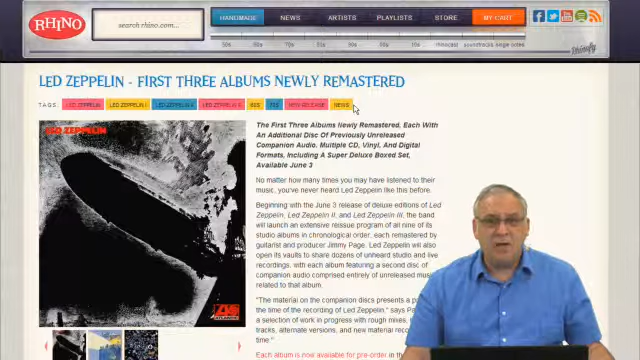 RHINO
search rhino.com...
HANDMADE
NEWS
ARTISTS
PLAYLISTS
STORE
MY CART
Rhinofy
LED ZEPPELIN - FIRST THREE ALBUMS NEWLY REMASTERED
TAGS: LED ZEPPELIN LED ZEPPELIN I LED ZEPPELIN II LED ZEPPELIN III 60S 70S NEW RELEASE NEWS
LED ZEPPELIN
The First Three Albums Newly Remastered, Each With
An Additional Disc Of Previously Unreleased
Companion Audio. Multiple CD, Vinyl, And Digital
Formats, Including A Super Deluxe Boxed Set,
Available June 3
No matter how many times you may have listened to their
music, you've never heard Led Zeppelin like this before.
Beginning with the June 3 release of deluxe editions of Led
Zeppelin, Led Zeppelin II, and Led Zeppelin III, the band
will launch an extensive reissue program of all nine of its
studio albums in chronological order, each remastered by
guitarist and producer Jimmy Page. Led Zeppelin will also
open its vaults to share dozens of unheard studio and live
recordings, with each album featuring a second disc of
companion audio comprised entirely of unreleased music
related to that album.
"The material on the companion discs presents a
the time of the recording of Led Zeppelin," says
a selection of work in progress with rough mixes,
tracks, alternate versions, and new material
time."
Each album is now available for pre-order in the